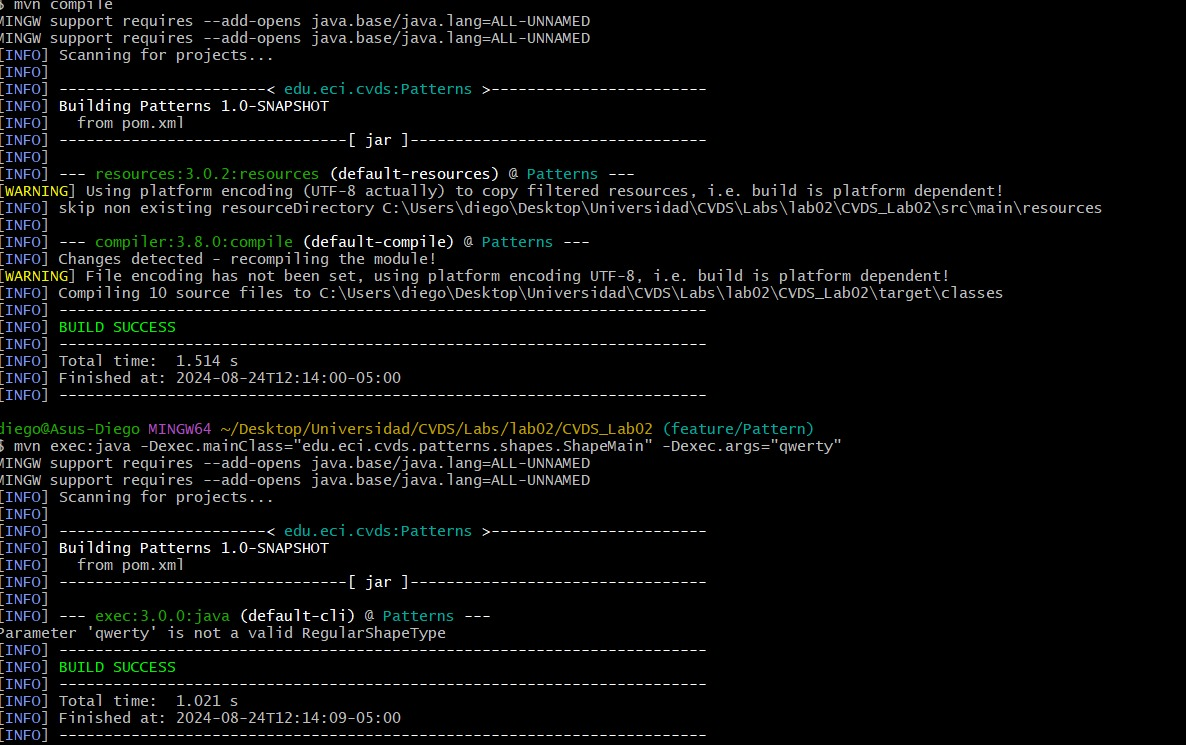 $ mvn compile
MINGW support requires --add-opens java.base/java.lang=ALL-UNNAMED
MINGW support requires --add-opens java.base/java.lang=ALL-UNNAMED
[INFO] Scanning for projects...
[INFO]
[INFO] -----------------------< edu.eci.cvds:Patterns >------------------------
[INFO] Building Patterns 1.0-SNAPSHOT
[INFO]   from pom.xml
[INFO] --------------------------------[ jar ]---------------------------------
[INFO]
[INFO] --- resources:3.0.2:resources (default-resources) @ Patterns ---
[WARNING] Using platform encoding (UTF-8 actually) to copy filtered resources, i.e. build is platform dependent!
[INFO] skip non existing resourceDirectory C:\Users\diego\Desktop\Universidad\CVDS\Labs\lab02\CVDS_Lab02\src\main\resources
[INFO]
[INFO] --- compiler:3.8.0:compile (default-compile) @ Patterns ---
[INFO] Changes detected - recompiling the module!
[WARNING] File encoding has not been set, using platform encoding UTF-8, i.e. build is platform dependent!
[INFO] Compiling 10 source files to C:\Users\diego\Desktop\Universidad\CVDS\Labs\lab02\CVDS_Lab02\target\classes
[INFO] ------------------------------------------------------------------------
[INFO] BUILD SUCCESS
[INFO] ------------------------------------------------------------------------
[INFO] Total time:  1.514 s
[INFO] Finished at: 2024-08-24T12:14:00-05:00
[INFO] ------------------------------------------------------------------------
diego@Asus-Diego MINGW64 ~/Desktop/Universidad/CVDS/Labs/lab02/CVDS_Lab02 (feature/Pattern)
$ mvn exec:java -Dexec.mainClass="edu.eci.cvds.patterns.shapes.ShapeMain" -Dexec.args="qwerty"
MINGW support requires --add-opens java.base/java.lang=ALL-UNNAMED
MINGW support requires --add-opens java.base/java.lang=ALL-UNNAMED
[INFO] Scanning for projects...
[INFO]
[INFO] -----------------------< edu.eci.cvds:Patterns >------------------------
[INFO] Building Patterns 1.0-SNAPSHOT
[INFO]   from pom.xml
[INFO] --------------------------------[ jar ]---------------------------------
[INFO]
[INFO] --- exec:3.0.0:java (default-cli) @ Patterns ---
Parameter 'qwerty' is not a valid RegularShapeType
[INFO] ------------------------------------------------------------------------
[INFO] BUILD SUCCESS
[INFO] ------------------------------------------------------------------------
[INFO] Total time:  1.021 s
[INFO] Finished at: 2024-08-24T12:14:09-05:00
[INFO] ------------------------------------------------------------------------